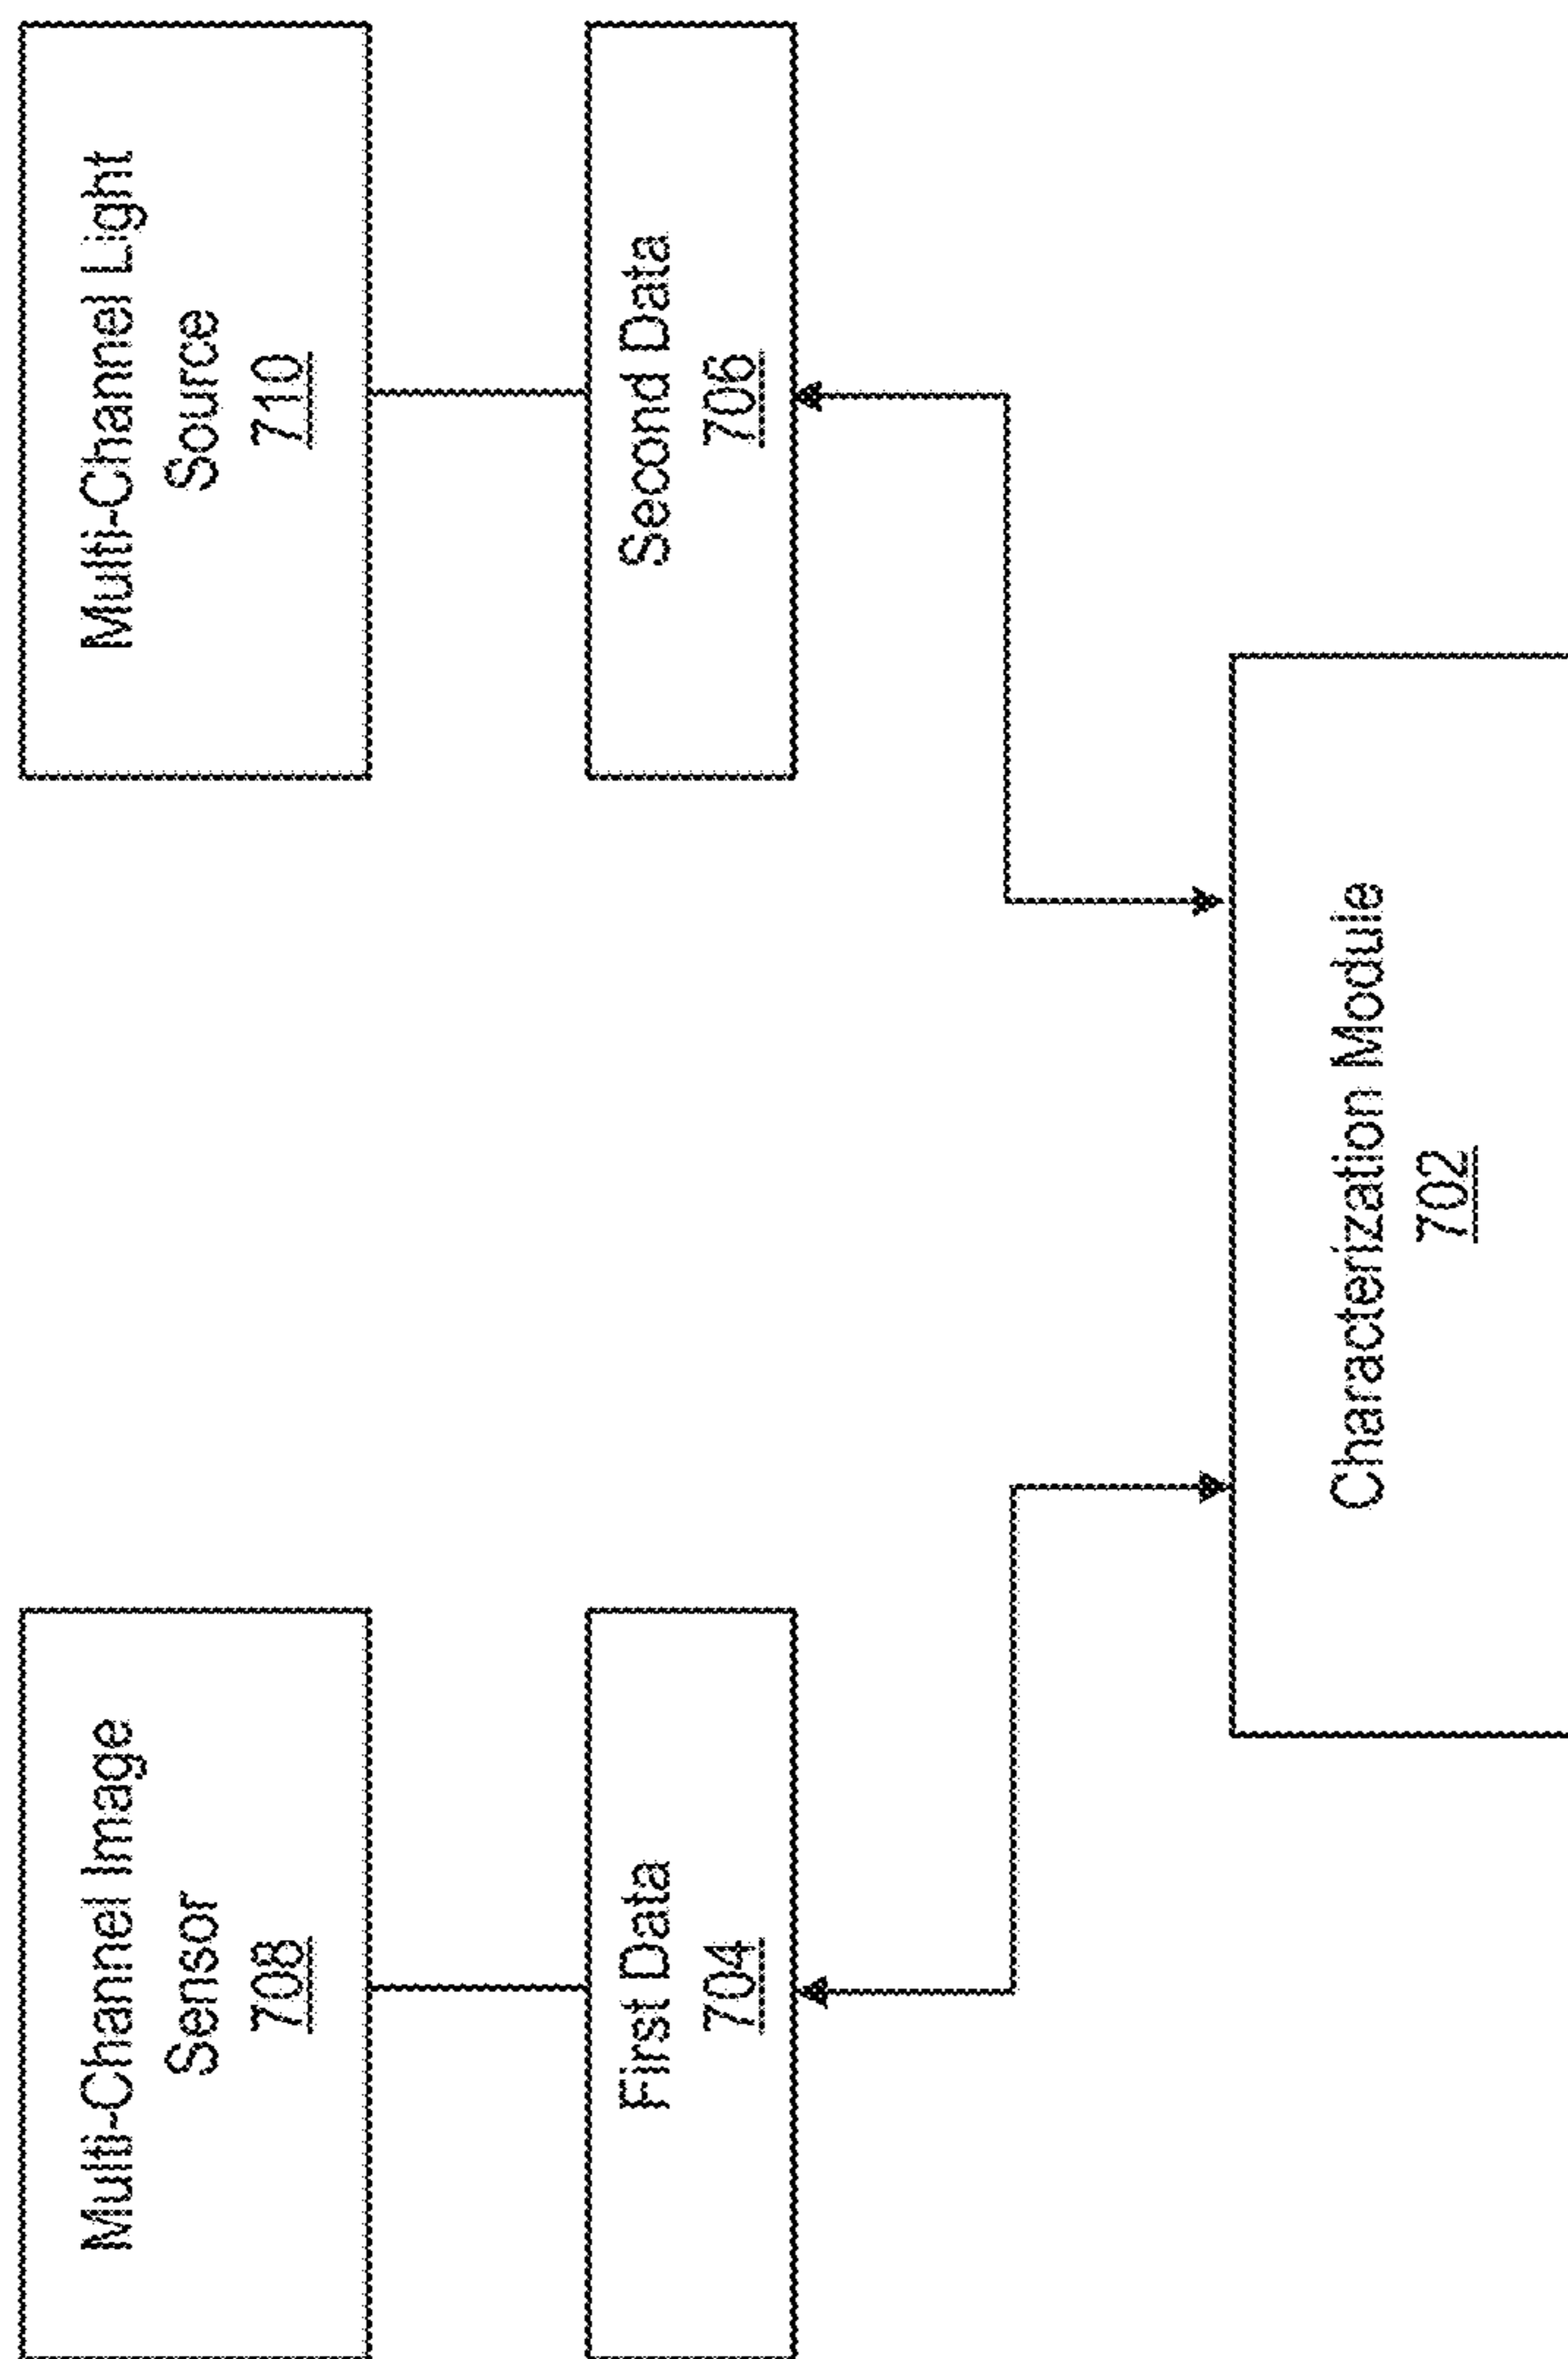 Multi-Channel Image
Sensor
708
Multi-Channel Light
Source
710
First Data
704
Second Data
706
Characterization Module
702